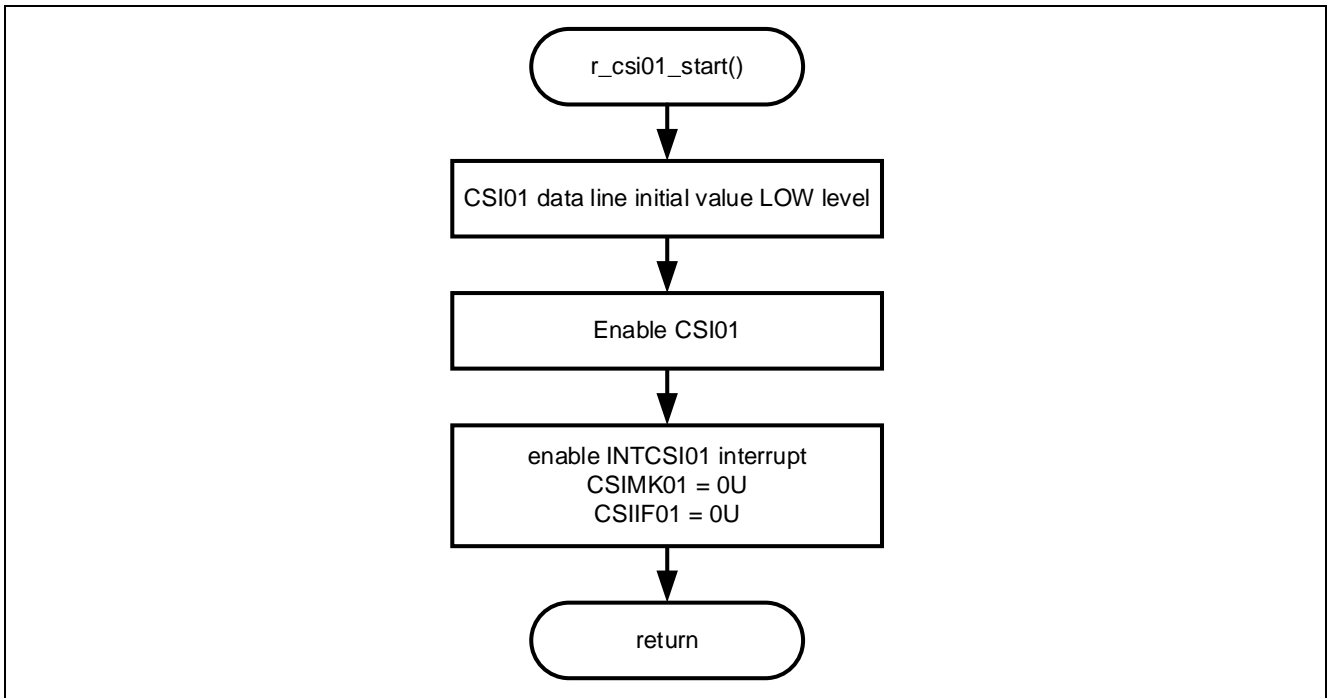 r_csi01_start()
CSI01 data line initial value LOW level
Enable CSI01
enable INTCSI01 interrupt
CSIMK01 = 0U
CSIIF01 = 0U
return